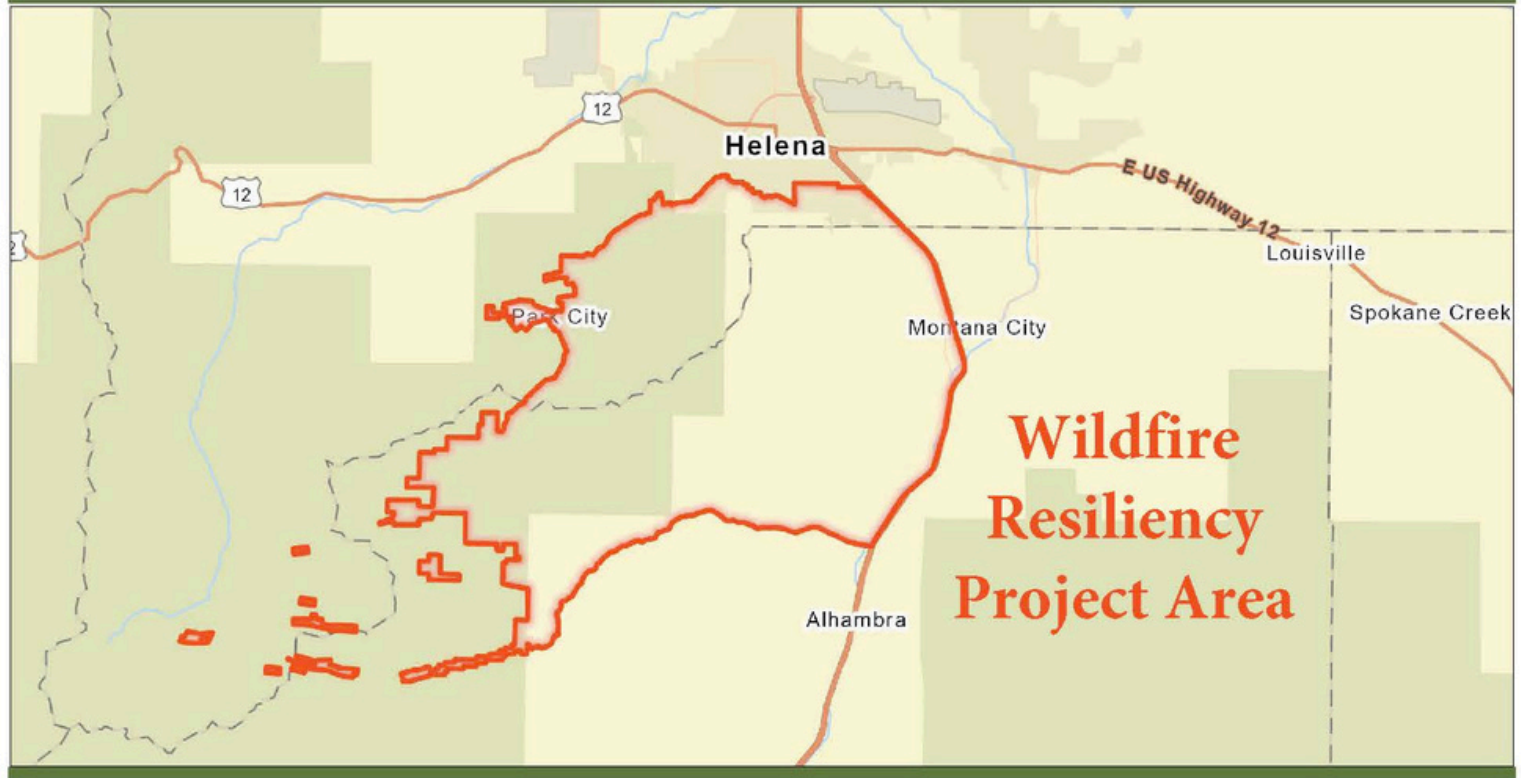 12
Helena
12
E US Highway 12
Louisville
Park City
Spokane Creek
Montana City
Wildfire
Resiliency
Project Area
Alhambra